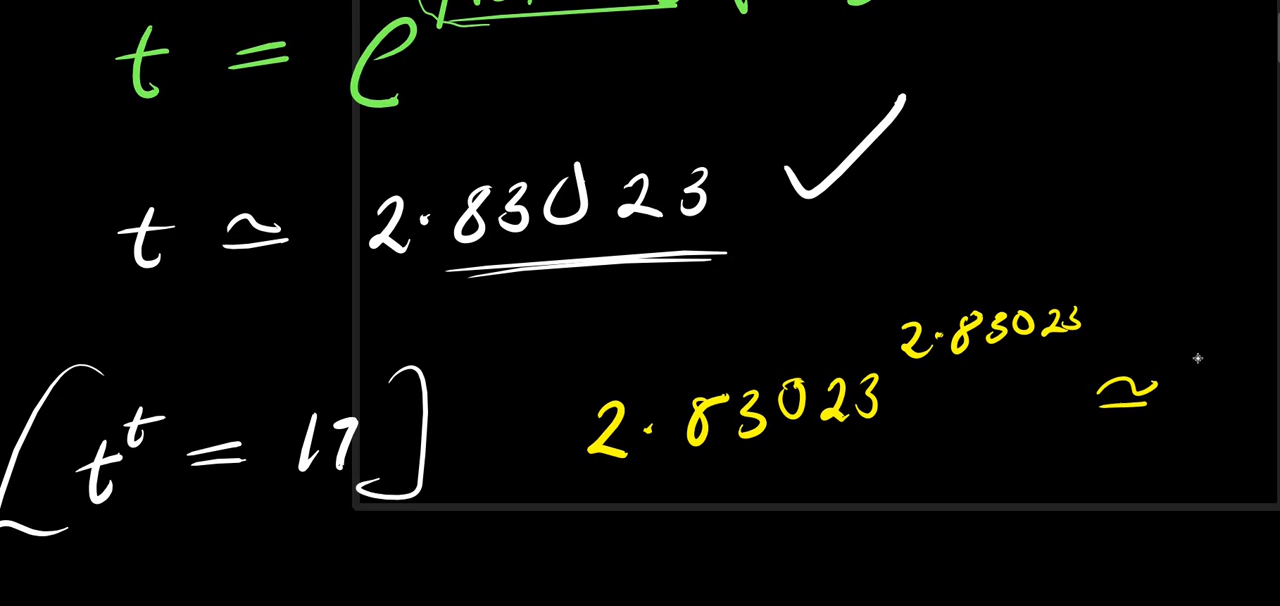 t = e
t ≃ 2.83023 ✓
[t^t = 17]
2.83023^2.83023 ≃